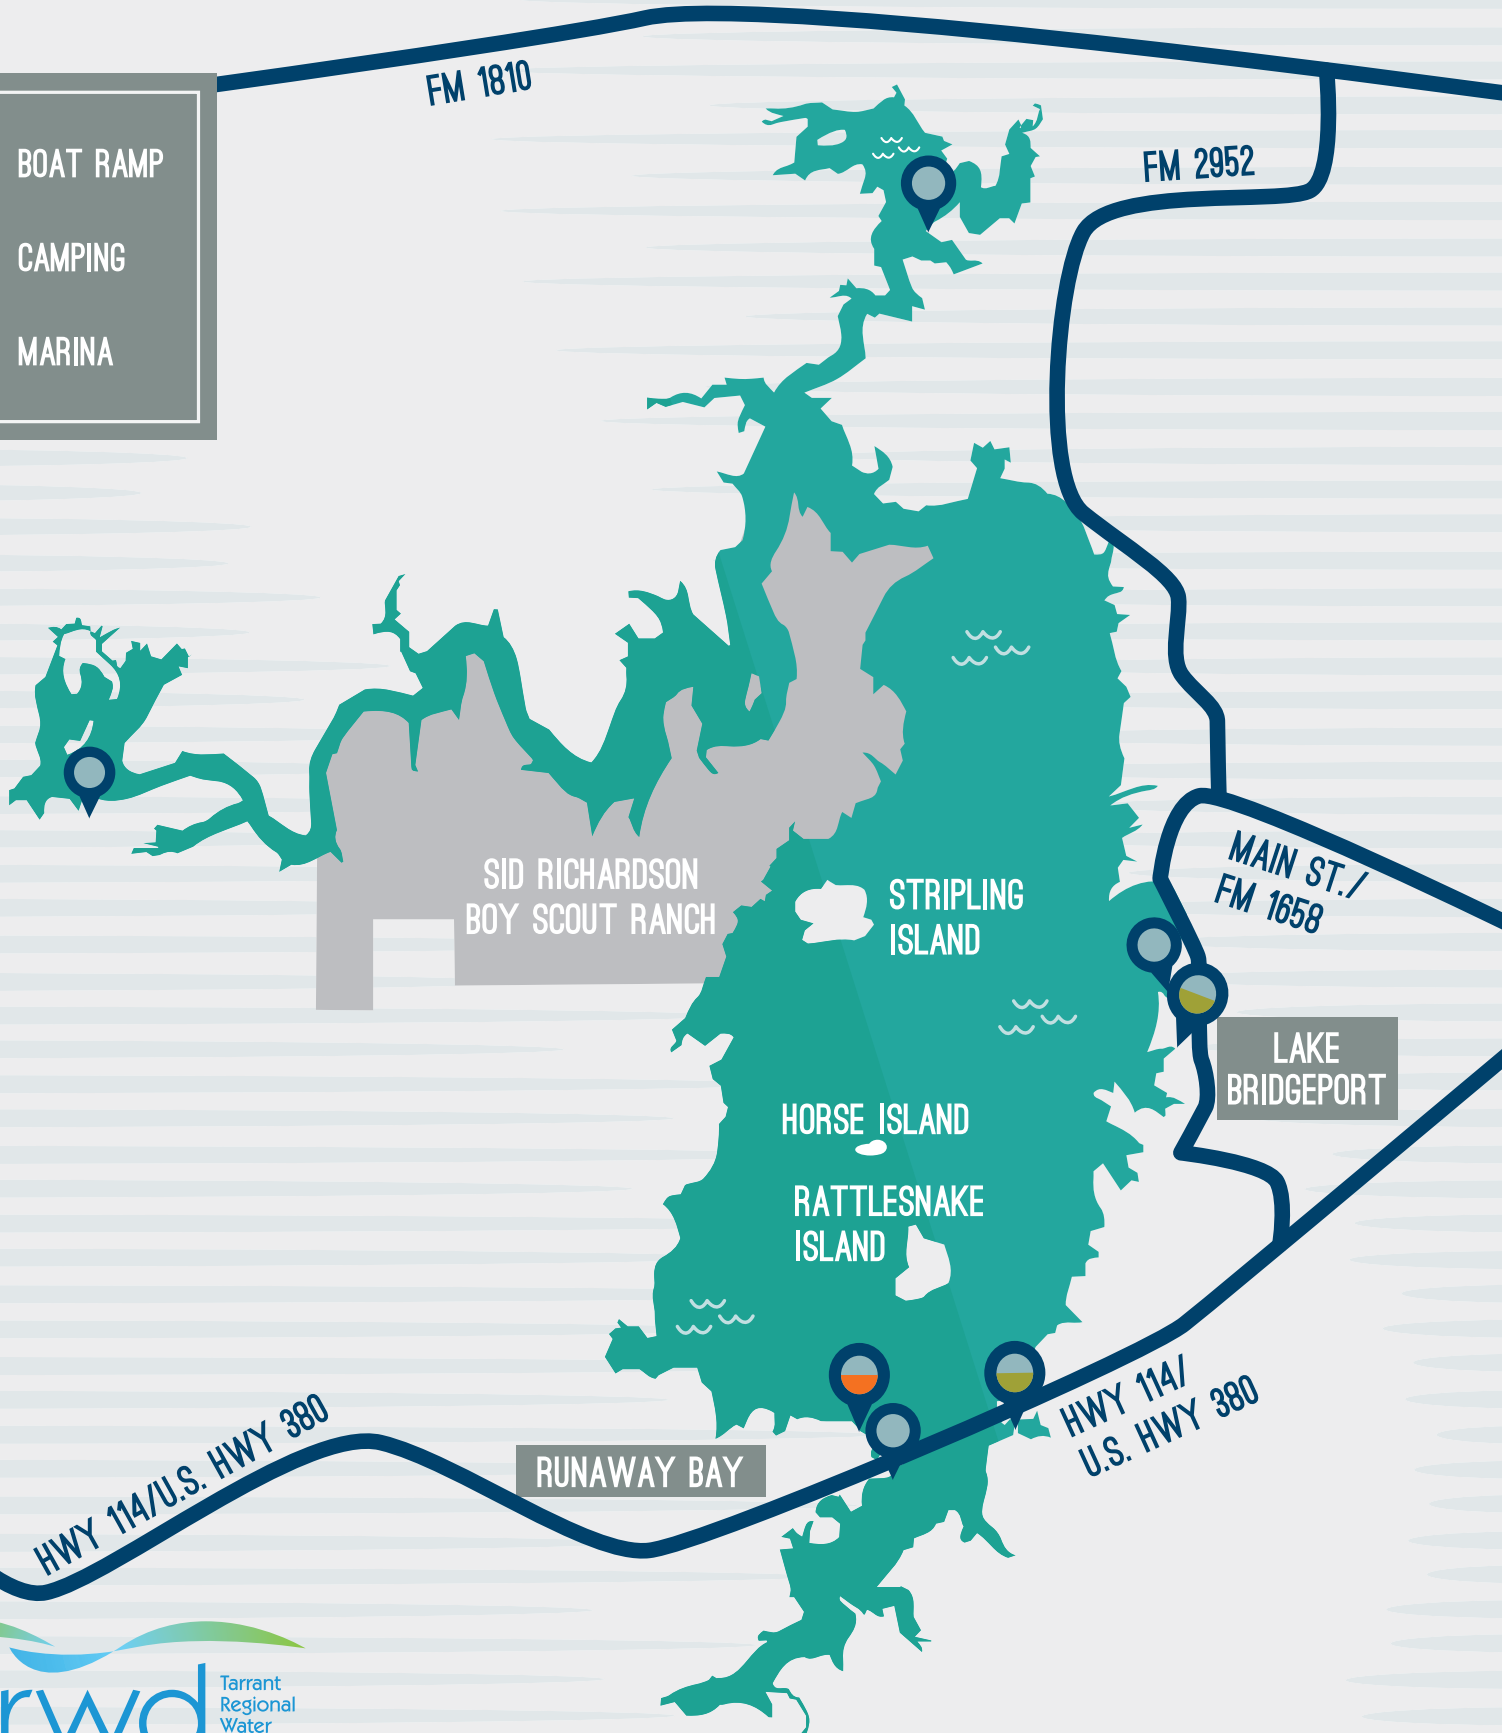 FM 1810
BOAT RAMP
CAMPING
MARINA
FM 2952
MAIN ST./
FM 1658
SID RICHARDSON
BOY SCOUT RANCH
STRIPLING
ISLAND
LAKE
BRIDGEPORT
HORSE ISLAND
RATTLESNAKE
ISLAND
HWY 114/
U.S. HWY 380
RUNAWAY BAY
HWY 114/U.S. HWY 380
rwd
Tarrant
Regional
Water